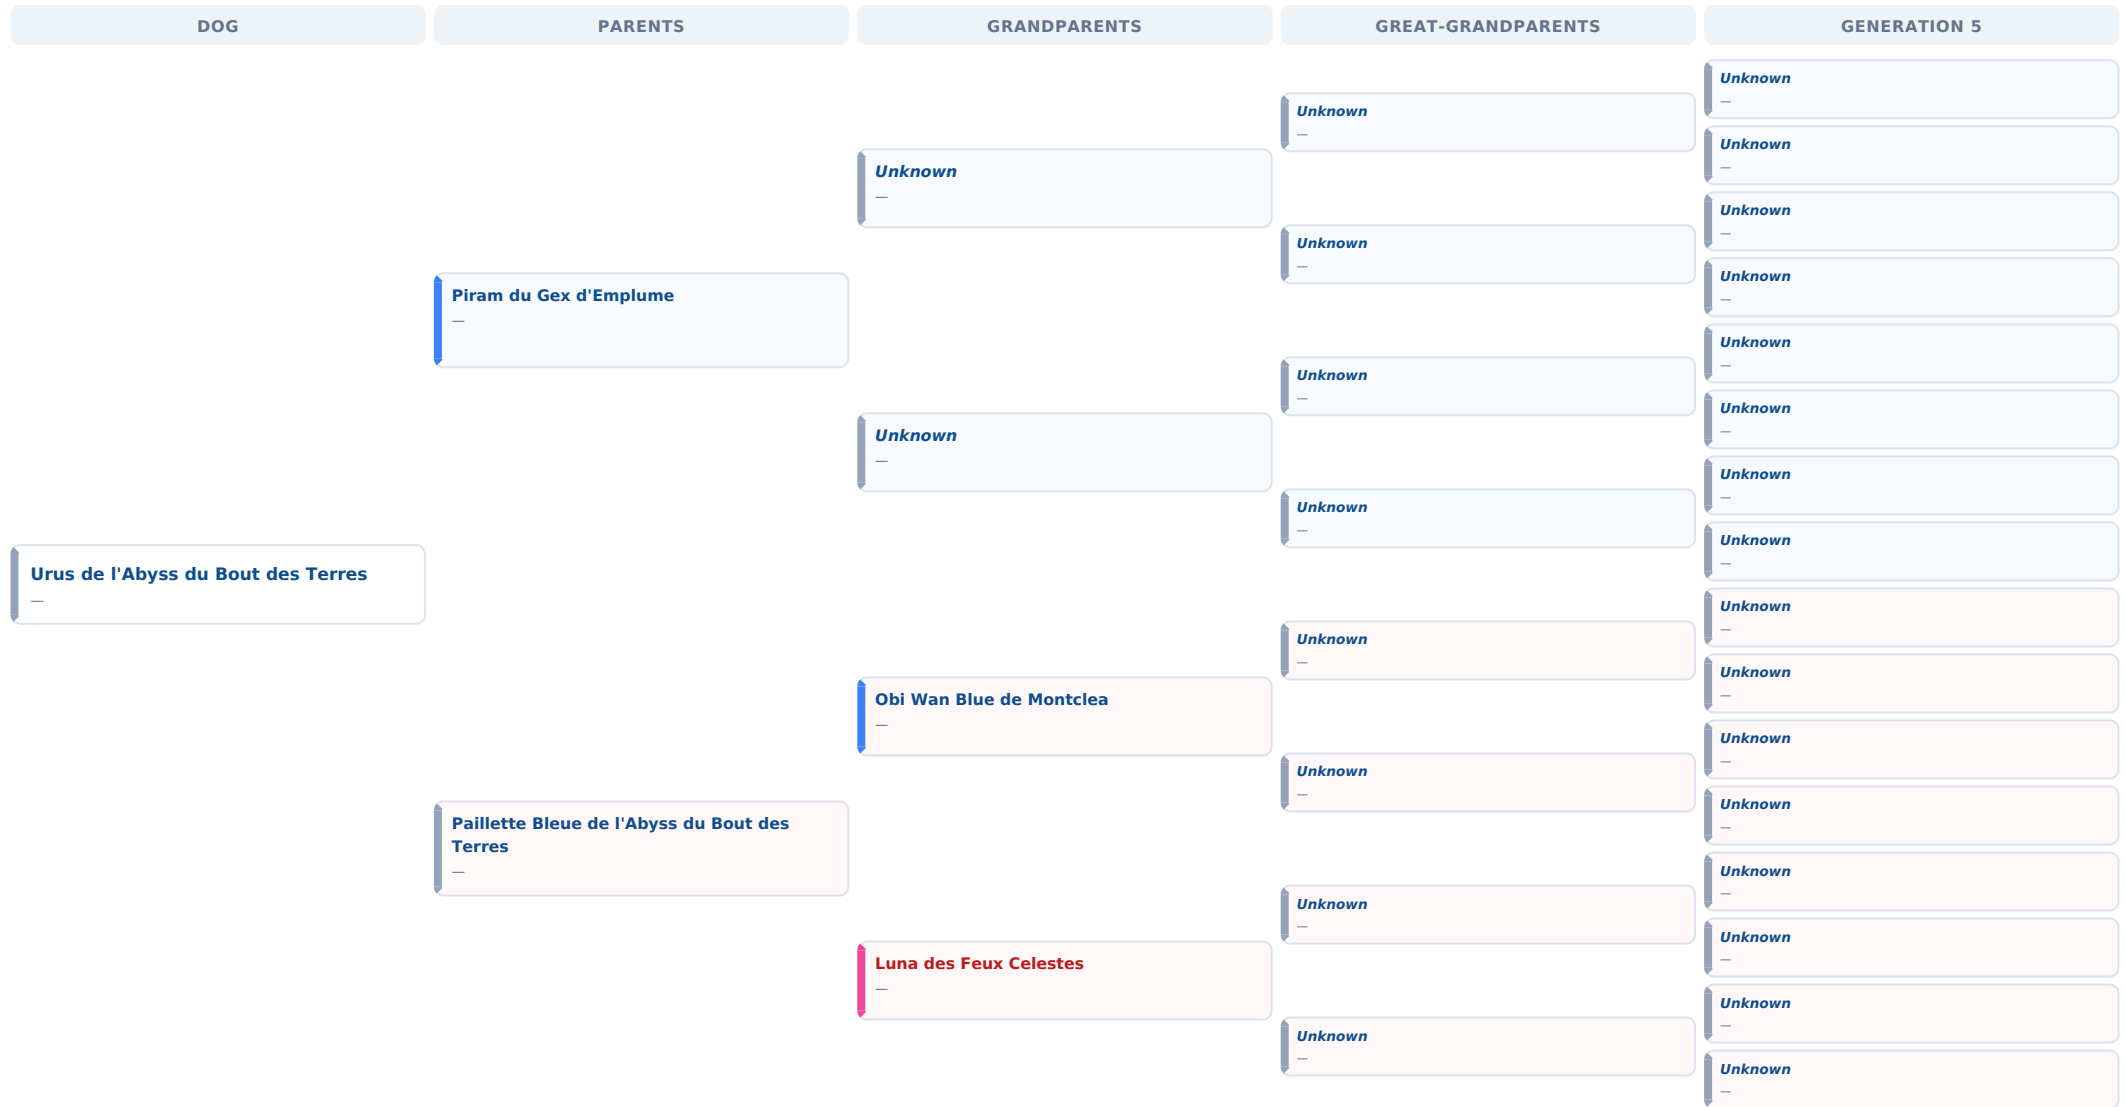 DOG
PARENTS
GRANDPARENTS
GREAT-GRANDPARENTS
GENERATION 5
Urus de l'Abyss du Bout des Terres
—
Piram du Gex d'Emplume
—
Paillette Bleue de l'Abyss du Bout des
Terres
—
Unknown
—
Unknown
—
Obi Wan Blue de Montclea
—
Luna des Feux Celestes
—
Unknown
—
Unknown
—
Unknown
—
Unknown
—
Unknown
—
Unknown
—
Unknown
—
Unknown
—
Unknown
—
Unknown
—
Unknown
—
Unknown
—
Unknown
—
Unknown
—
Unknown
—
Unknown
—
Unknown
—
Unknown
—
Unknown
—
Unknown
—
Unknown
—
Unknown
—
Unknown
—
Unknown
—